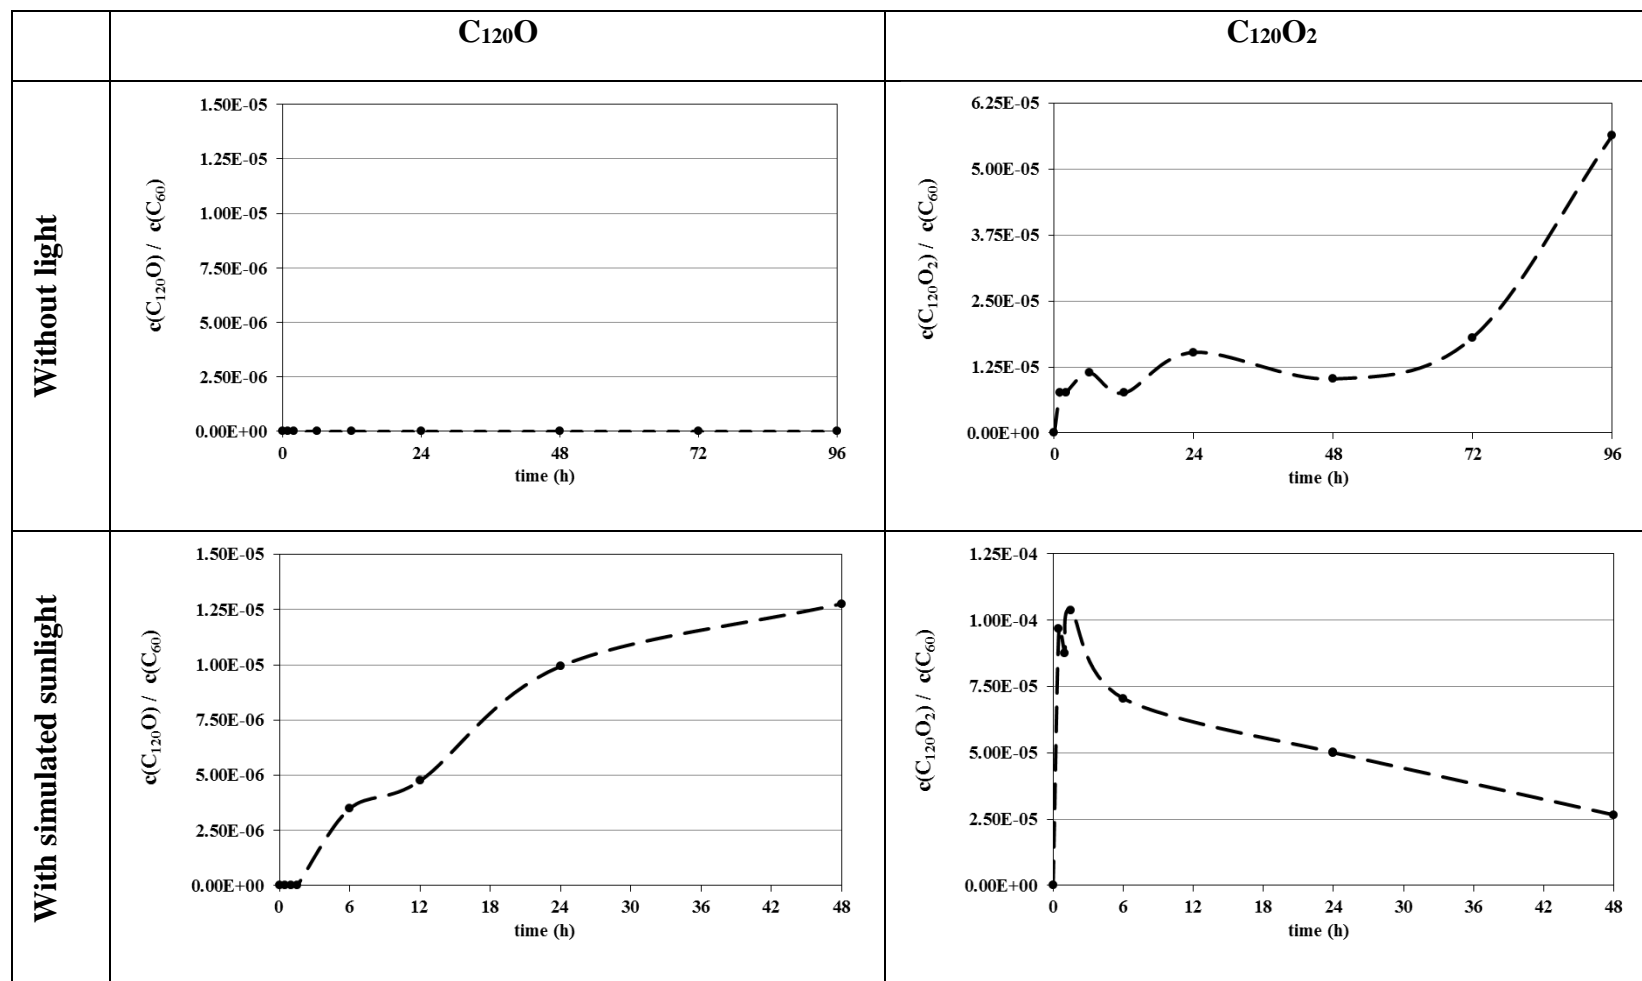 C₁₂₀O
C₁₂₀O₂
Without light
c(C₁₂₀O) / c(C₆₀)
1.50E-05
1.25E-05
1.00E-05
7.50E-06
5.00E-06
2.50E-06
0.00E+00
0 24 48 72 96
time (h)
c(C₁₂₀O₂) / c(C₆₀)
6.25E-05
5.00E-05
3.75E-05
2.50E-05
1.25E-05
0.00E+00
0 24 48 72 96
time (h)
With simulated sunlight
c(C₁₂₀O) / c(C₆₀)
1.50E-05
1.25E-05
1.00E-05
7.50E-06
5.00E-06
2.50E-06
0.00E+00
0 6 12 18 24 30 36 42 48
time (h)
c(C₁₂₀O₂) / c(C₆₀)
1.25E-04
1.00E-04
7.50E-05
5.00E-05
2.50E-05
0.00E+00
0 6 12 18 24 30 36 42 48
time (h)